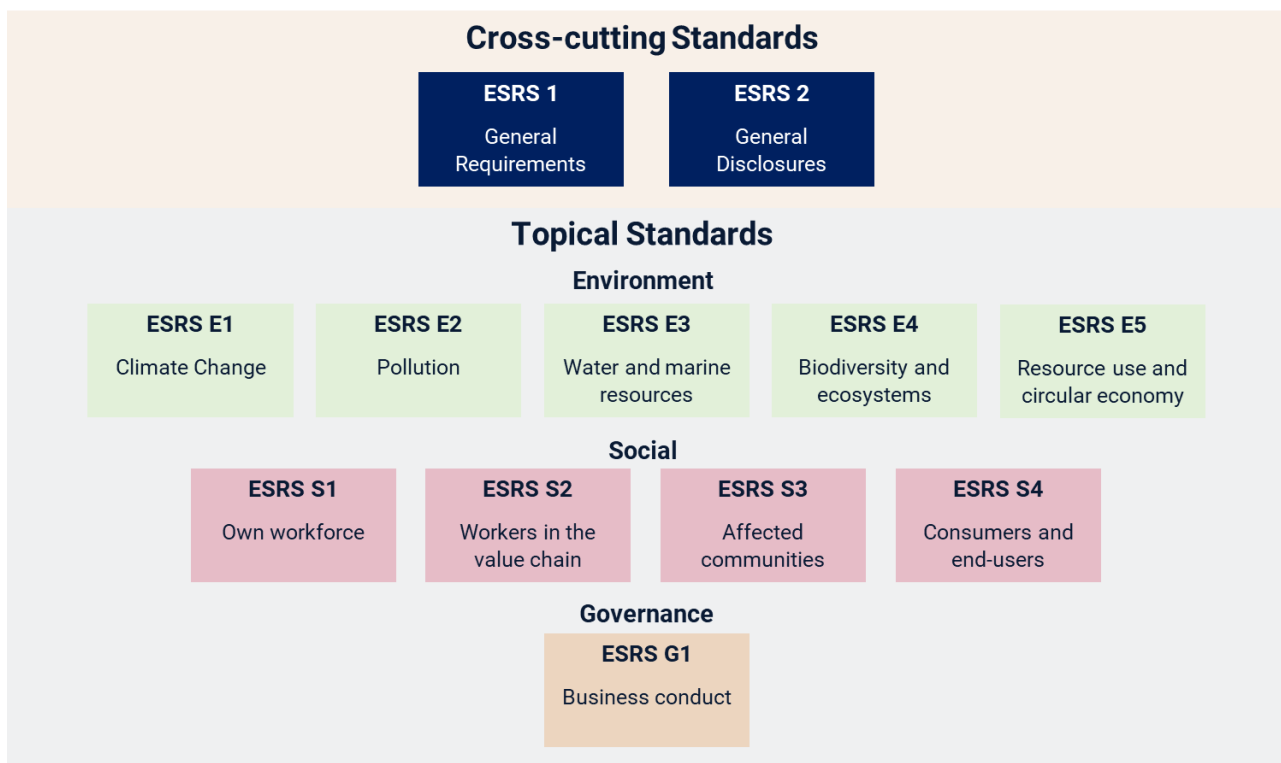 Cross-cutting Standards
ESRS 1
General
Requirements
ESRS 2
General
Disclosures
Topical Standards
Environment
ESRS E1
Climate Change
ESRS E2
Pollution
ESRS E3
Water and marine
resources
ESRS E4
Biodiversity and
ecosystems
ESRS E5
Resource use and
circular economy
Social
ESRS S1
Own workforce
ESRS S2
Workers in the
value chain
ESRS S3
Affected
communities
ESRS S4
Consumers and
end-users
Governance
ESRS G1
Business conduct